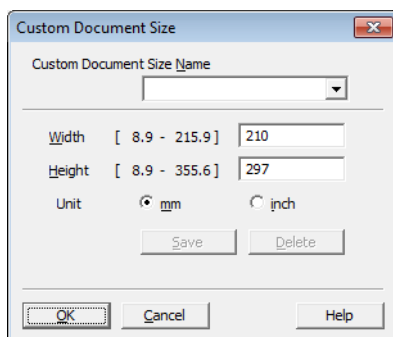 Custom Document Size
Custom Document Size Name
Width [ 8.9 - 215.9 ] 210
Height [ 8.9 - 355.6 ] 297
Unit mm inch
Save Delete
OK Cancel Help